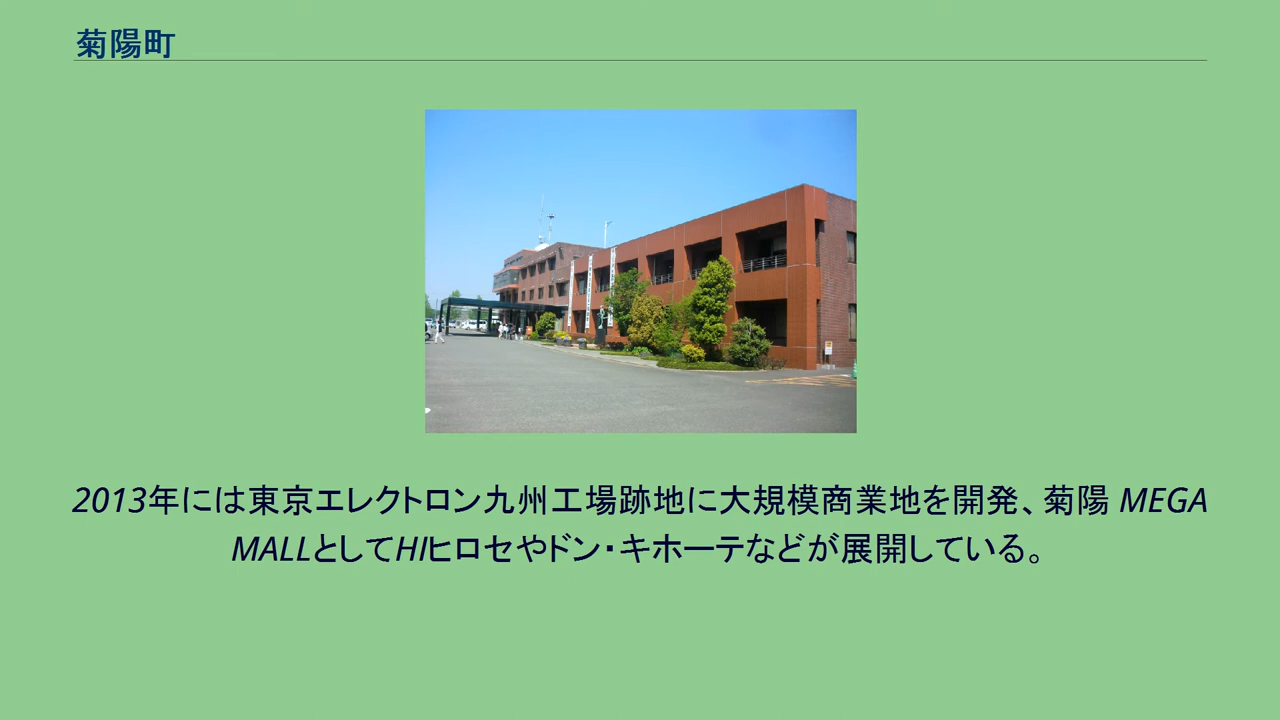 菊陽町
2013年には東京エレクトロン九州工場跡地に大規模商業地を開発、菊陽 MEGA
MALLとしてHIヒロセやドン・キホーテなどが展開している。